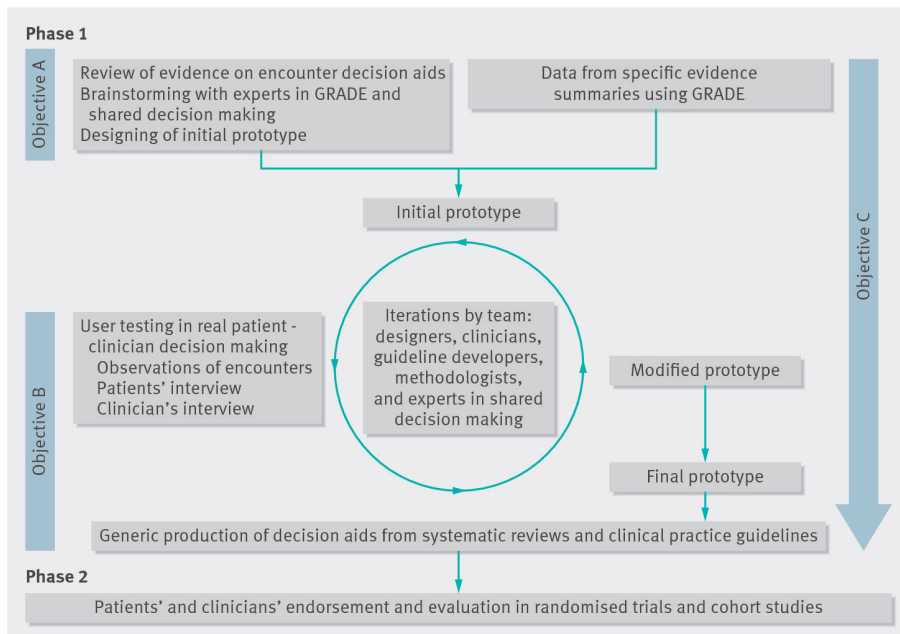 Phase 1
Objective A
Review of evidence on encounter decision aids
Brainstorming with experts in GRADE and
shared decision making
Designing of initial prototype
Data from specific evidence
summaries using GRADE
Objective C
Initial prototype
Objective B
User testing in real patient -
clinician decision making
Observations of encounters
Patients’ interview
Clinician’s interview
Iterations by team:
designers, clinicians,
guideline developers,
methodologists,
and experts in shared
decision making
Modified prototype
Final prototype
Generic production of decision aids from systematic reviews and clinical practice guidelines
Phase 2
Patients’ and clinicians’ endorsement and evaluation in randomised trials and cohort studies